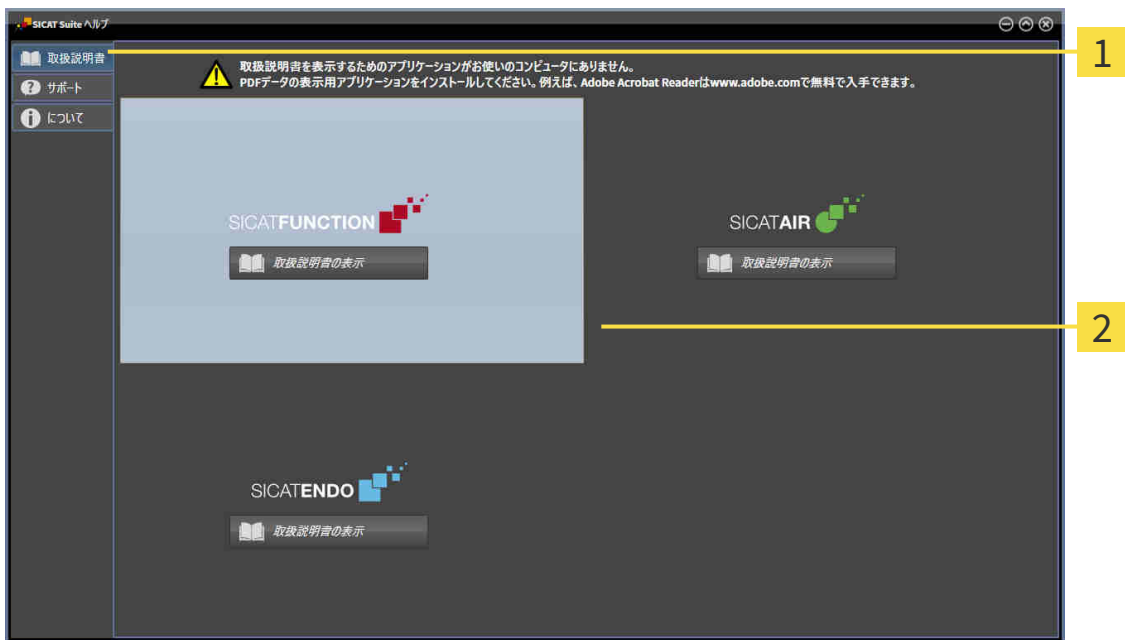 SICAT Suite ヘルプ
取扱説明書
サポート
について
取扱説明書を表示するためのアプリケーションがお使いのコンピュータにありません。
PDFデータの表示用アプリケーションをインストールしてください。例えば、Adobe Acrobat Readerはwww.adobe.comで無料で入手できます。
1
SICATFUNCTION
取扱説明書の表示
SICATAIR
取扱説明書の表示
2
SICATENDO
取扱説明書の表示